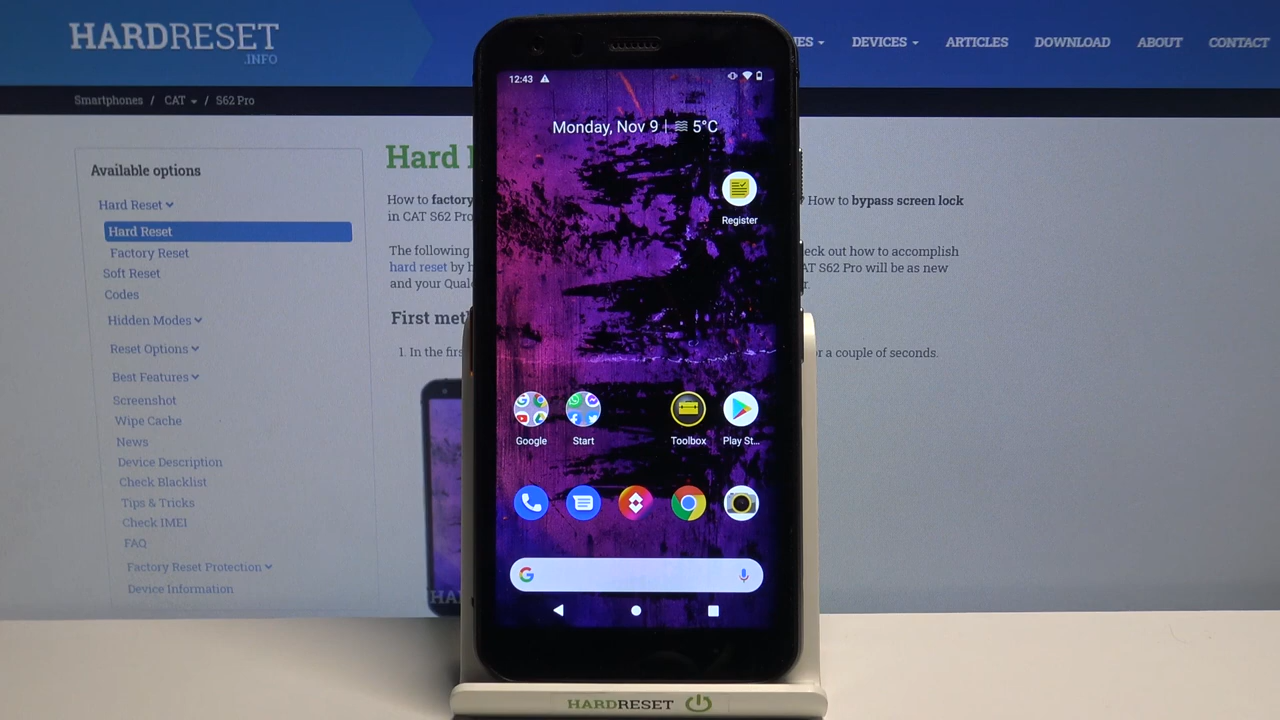 HARDRESET
.INFO
DEVICES
ARTICLES
DOWNLOAD
ABOUT
CONTACT
Smartphones / CAT / S62 Pro
Available options
Hard Reset
Hard Reset
Factory Reset
Soft Reset
Codes
Hidden Modes
Reset Options
Best Features
Screenshot
Wipe Cache
News
Device Description
Check Blacklist
Tips & Tricks
Check IMEI
FAQ
Factory Reset Protection
Device Information
Hard
How to factory
in CAT S62 Pro
The following
hard reset by
and your
First
1. In the
How to bypass screen lock
out how to accomplish
S62 Pro will be as new
or a couple of seconds.
12:43
Monday, Nov 9 | 5°C
Register
Google
Start
Toolbox
Play St...
HARDRESET